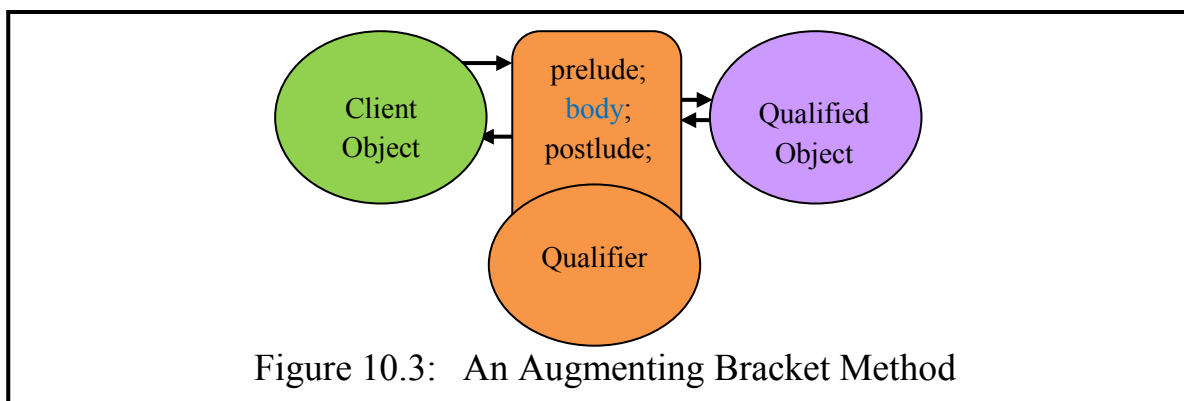 Client
Object
prelude;
body;
postlude;
Qualified
Object
Qualifier
Figure 10.3: An Augmenting Bracket Method